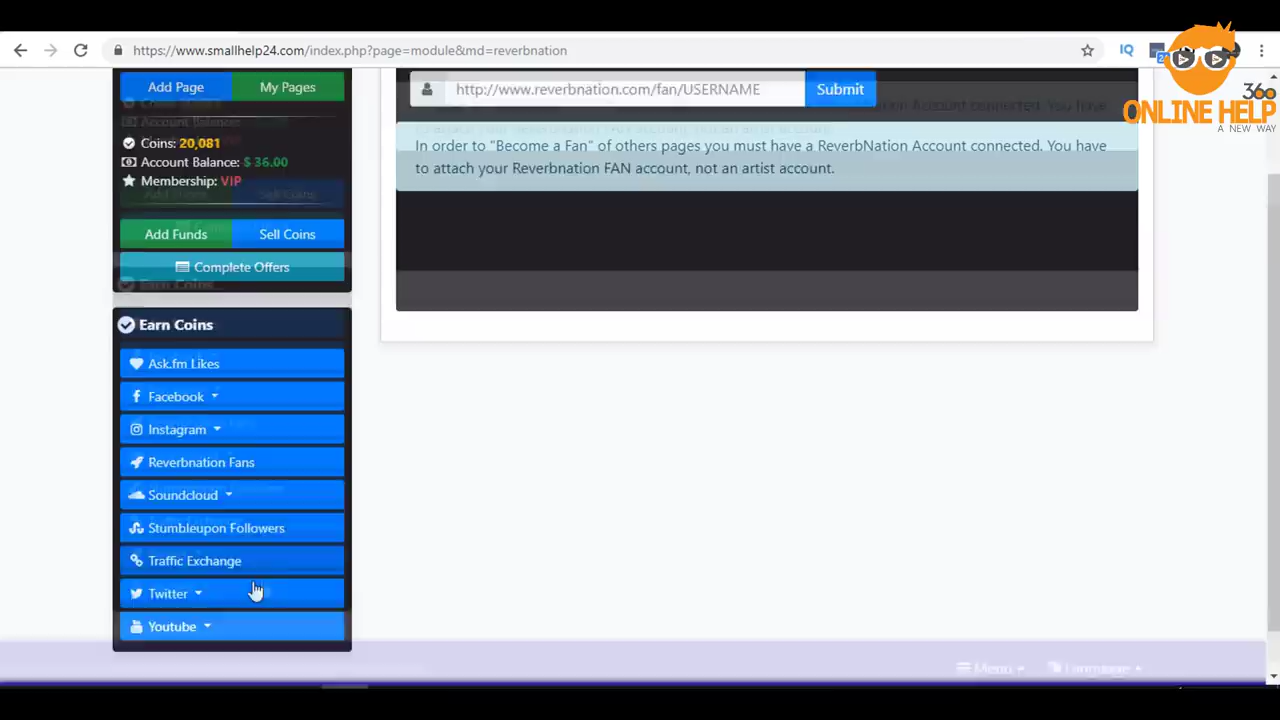 https://www.smallhelp24.com/index.php?page=module&md=reverbnation
IQ
360
ONLINE HELP
A NEW WAY
Add Page
My Pages
Coins: 20,081
Account Balance: $ 36.00
Membership: VIP
Add Funds
Sell Coins
Complete Offers
Earn Coins
Ask.fm Likes
Facebook
Instagram
Reverbnation Fans
Soundcloud
Stumbleupon Followers
Traffic Exchange
Twitter
Youtube
http://www.reverbnation.com/fan/USERNAME
Submit
In order to "Become a Fan" of others pages you must have a ReverbNation Account connected. You have
to attach your Reverbnation FAN account, not an artist account.
Menu
Language